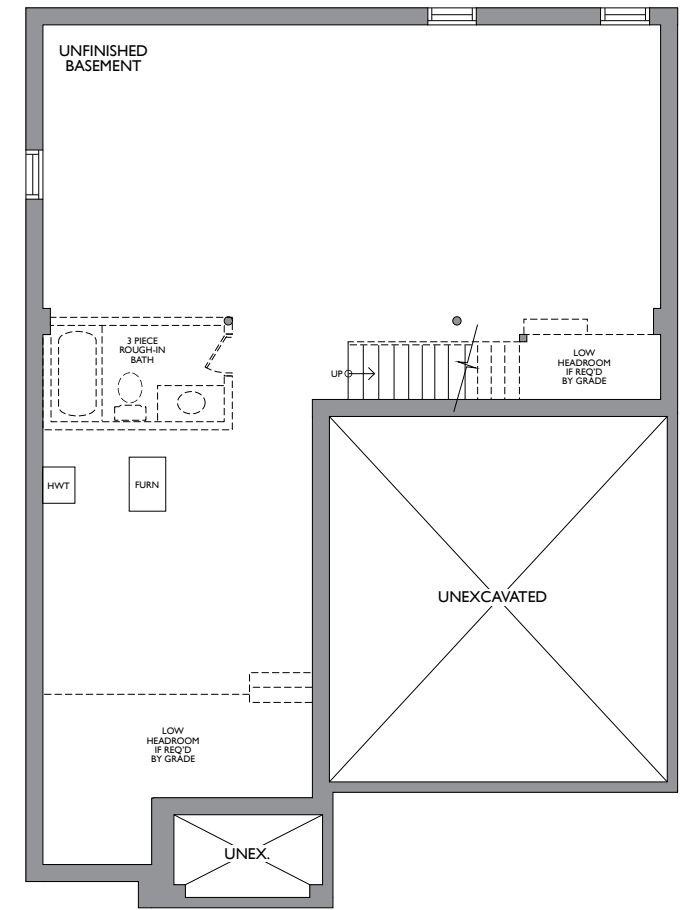 UNFINISHED
BASEMENT
3 PIECE
ROUGH-IN
BATH
UP
LOW
HEADROOM
IF REQ'D
BY GRADE
HWT
FURN
UNEXCAVATED
LOW
HEADROOM
IF REQ'D
BY GRADE
UNEX.